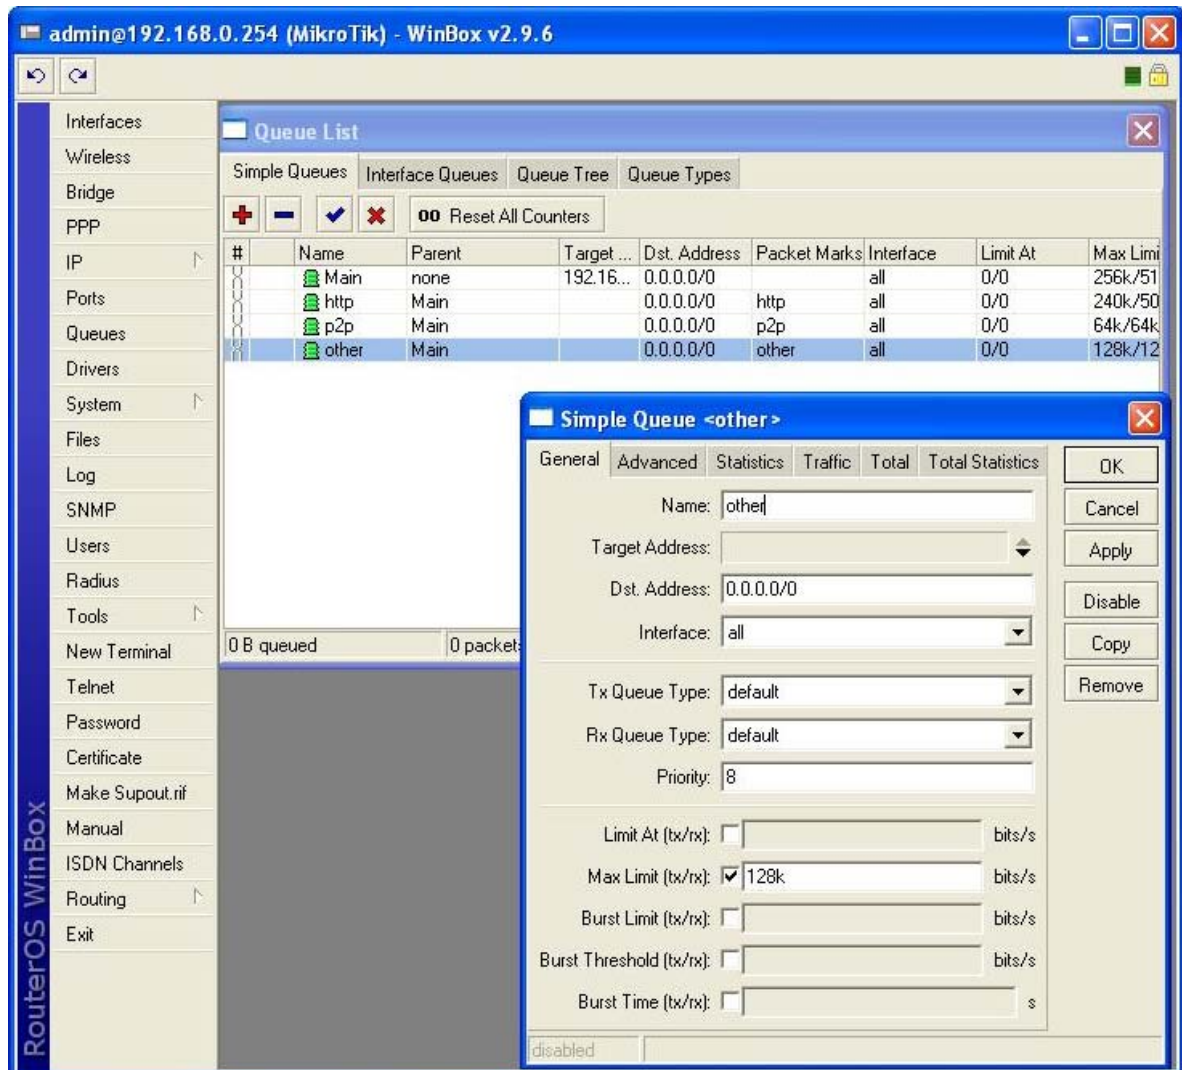 admin@192.168.0.254 (MikroTik) - WinBox v2.9.6
RouterOS WinBox
Interfaces
Wireless
Bridge
PPP
IP
Ports
Queues
Drivers
System
Files
Log
SNMP
Users
Radius
Tools
New Terminal
Telnet
Password
Certificate
Make Supout.rif
Manual
ISDN Channels
Routing
Exit
Queue List
Simple Queues Interface Queues Queue Tree Queue Types
00 Reset All Counters
# Name Parent Target ... Dst. Address Packet Marks Interface Limit At Max Limi
Main none 192.16... 0.0.0.0/0 all 0/0 256k/51
http Main 0.0.0.0/0 http all 0/0 240k/50
p2p Main 0.0.0.0/0 p2p all 0/0 64k/64k
other Main 0.0.0.0/0 other all 0/0 128k/12
0 B queued 0 packets
Simple Queue <other>
General Advanced Statistics Traffic Total Total Statistics
Name: other
Target Address:
Dst. Address: 0.0.0.0/0
Interface: all
Tx Queue Type: default
Rx Queue Type: default
Priority: 8
Limit At (tx/rx): bits/s
Max Limit (tx/rx): 128k bits/s
Burst Limit (tx/rx): bits/s
Burst Threshold (tx/rx): bits/s
Burst Time (tx/rx): s
disabled
OK
Cancel
Apply
Disable
Copy
Remove